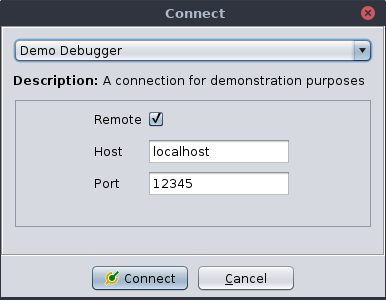 Connect
Demo Debugger
Description: A connection for demonstration purposes
Remote
Host localhost
Port 12345
Connect Cancel